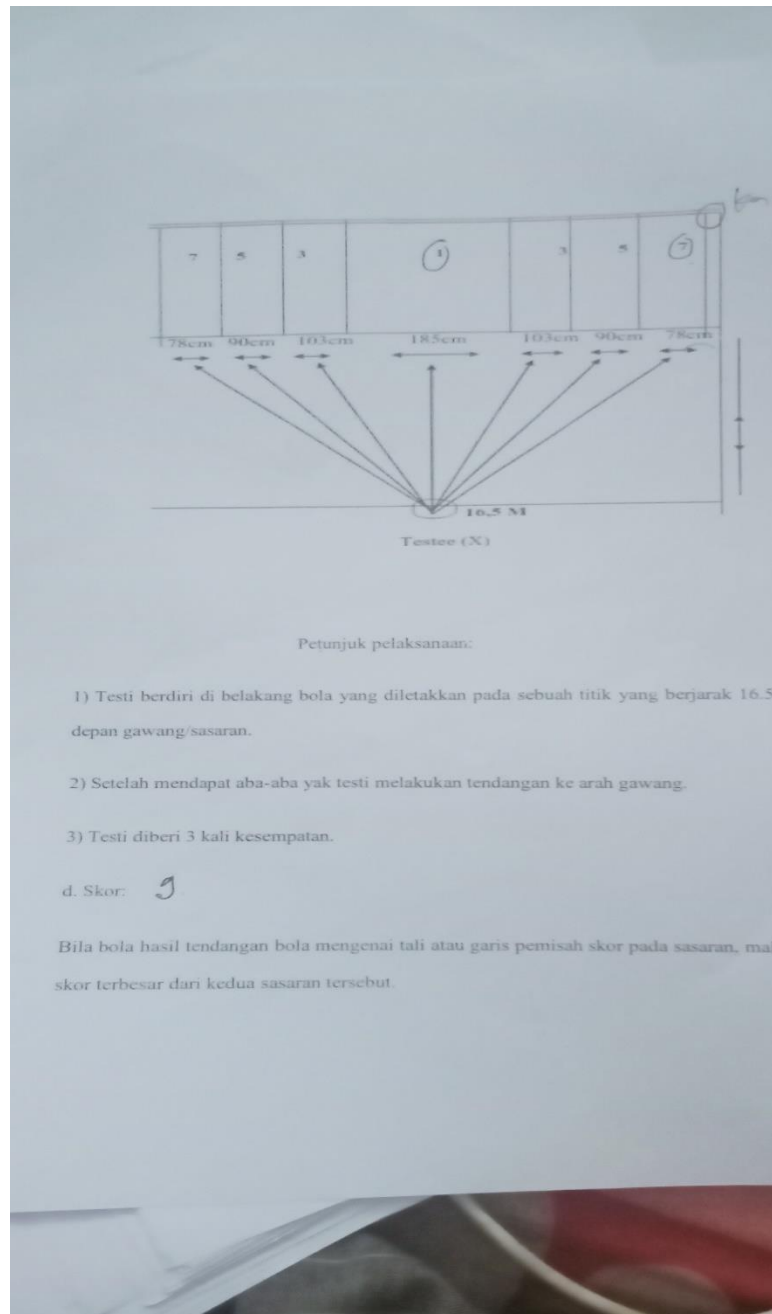 7 5 3 1 3 5 7
78cm 90cm 103cm 185cm 103cm 90cm 78cm
16,5 M
Testee (X)
Petunjuk pelaksanaan:
1) Testi berdiri di belakang bola yang diletakkan pada sebuah titik yang berjarak 16.5
depan gawang/sasaran.
2) Setelah mendapat aba-aba yak testi melakukan tendangan ke arah gawang.
3) Testi diberi 3 kali kesempatan.
d. Skor: 9
Bila bola hasil tendangan bola mengenai tali atau garis pemisah skor pada sasaran, ma
skor terbesar dari kedua sasaran tersebut.